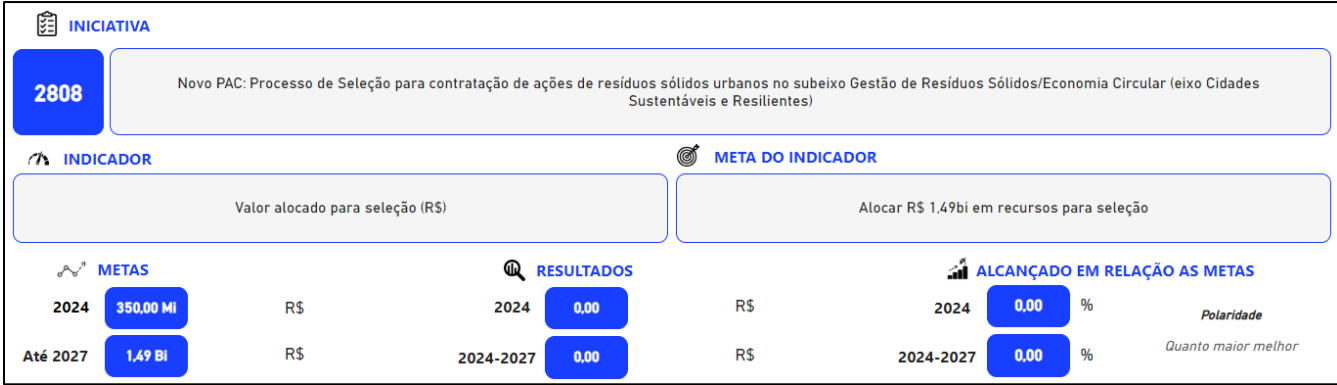 INICIATIVA
2808
Novo PAC: Processo de Seleção para contratação de ações de resíduos sólidos urbanos no subeixo Gestão de Resíduos Sólidos/Economia Circular (eixo Cidades
Sustentáveis e Resilientes)
INDICADOR
META DO INDICADOR
Valor alocado para seleção (R$)
Alocar R$ 1,49bi em recursos para seleção
METAS
RESULTADOS
ALCANÇADO EM RELAÇÃO AS METAS
2024 350,00 Mi R$ 2024 0,00 R$ 2024 0,00 % Polaridade
Até 2027 1,49 Bi R$ 2024-2027 0,00 R$ 2024-2027 0,00 % Quanto maior melhor